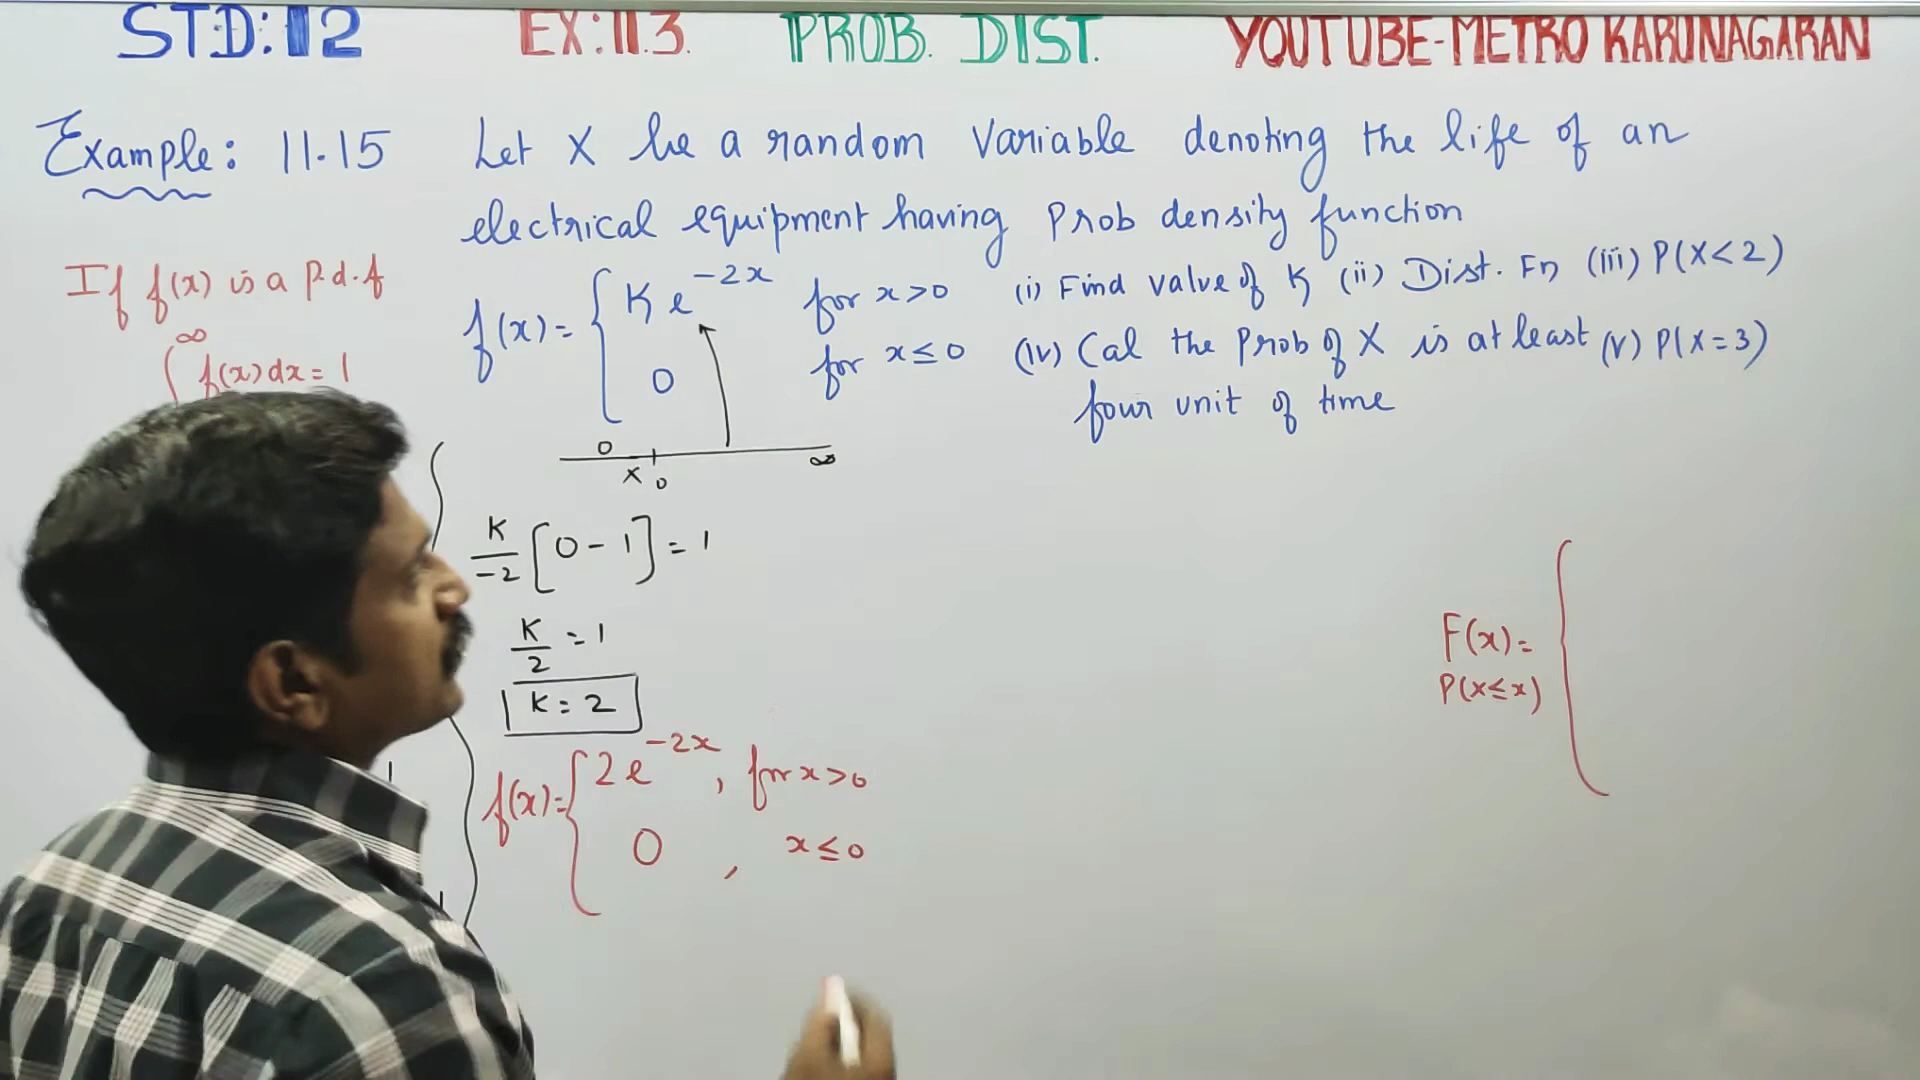 STD: 12 EX: 11.3. PROB. DIST. YOUTUBE-METRO KARUNAGARAN
Example: 11.15 Let X be a random variable denoting the life of an
electrical equipment having Prob density function
If f(x) is a P.d.f
∞
∫ f(x)dx = 1
f(x) = { K e^{-2x} for x>0
0 for x≤0
(i) Find value of K (ii) Dist. Fn (iii) P(X<2)
(iv) Cal the Prob of X is at least (v) P(X=3)
four unit of time
0
x 0 ∞
K/-2 [0-1] = 1
K/2 = 1
K = 2
f(x) = { 2e^{-2x}, for x>0
0 , x≤0
F(x) = {
P(X≤x)